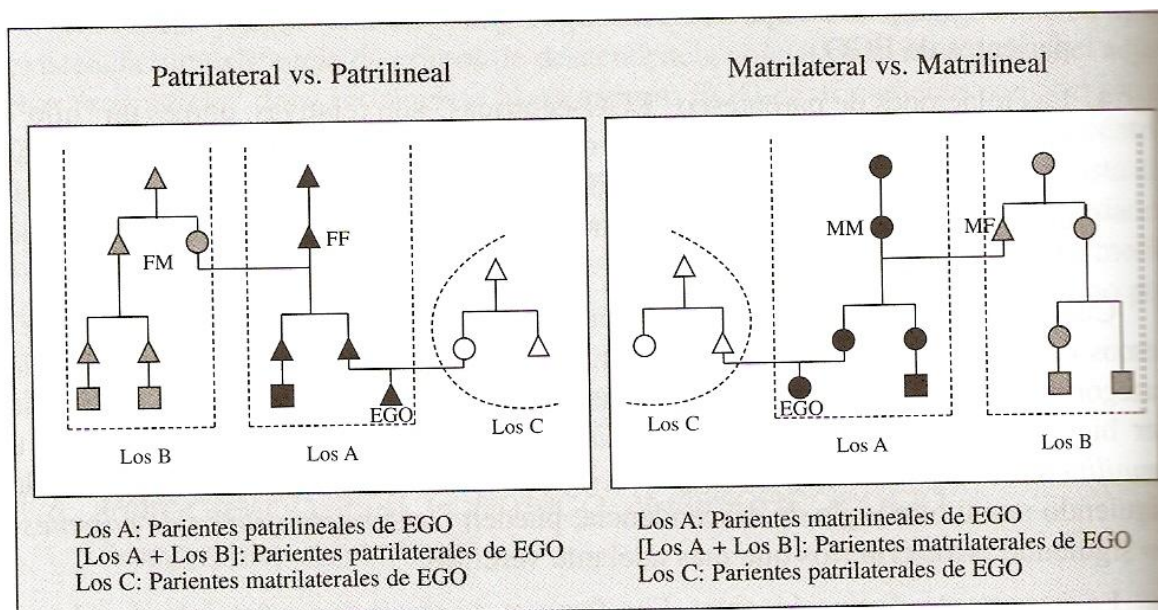 Patrilateral vs. Patrilineal
FM
FF
EGO
Los B
Los A
Los C
Los A: Parientes patrilineales de EGO
[Los A + Los B]: Parientes patrilaterales de EGO
Los C: Parientes matrilaterales de EGO
Matrilateral vs. Matrilineal
MM
MF
EGO
Los C
Los A
Los B
Los A: Parientes matrilineales de EGO
[Los A + Los B]: Parientes matrilaterales de EGO
Los C: Parientes patrilaterales de EGO